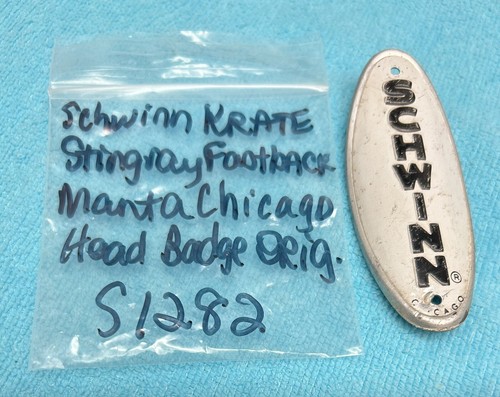 Schwinn KRATE
Stingray Fastback
Manta Chicago
Head Badge Orig.
S1282
SCHWINN®
CHICAGO